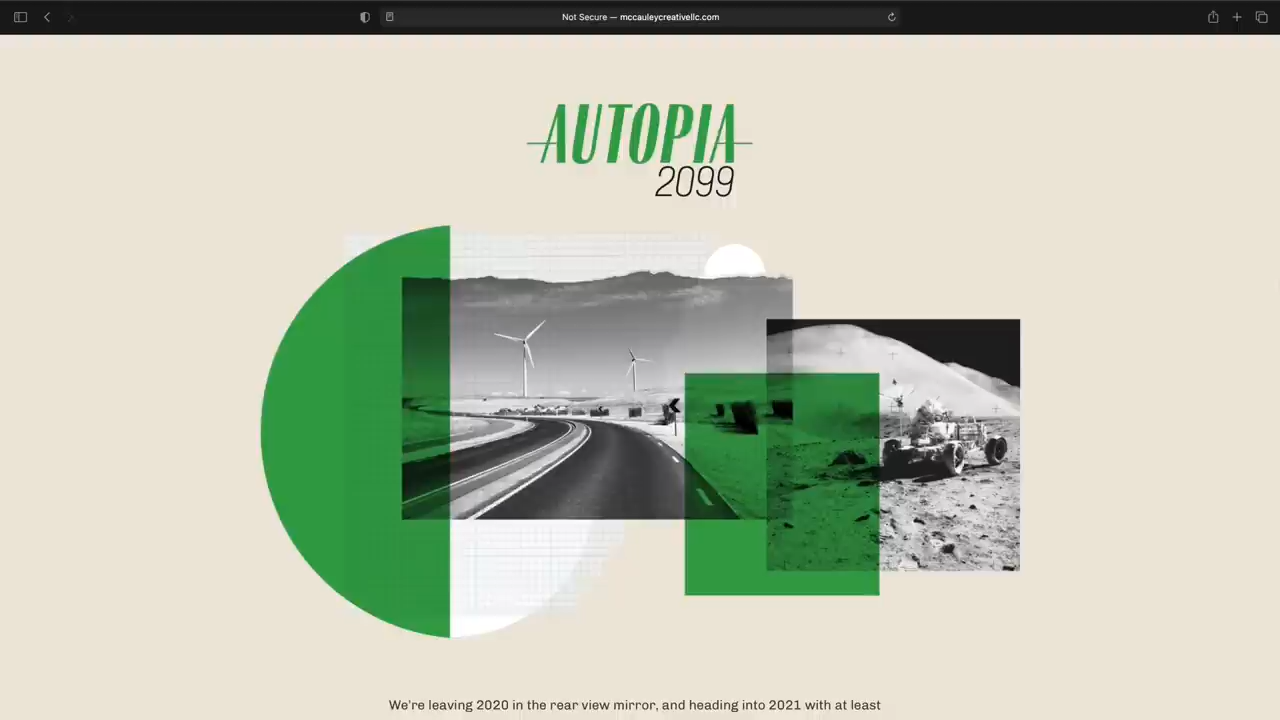 Not Secure — mccauleycreativellc.com
AUTOPIA
2099
We're leaving 2020 in the rear view mirror, and heading into 2021 with at least